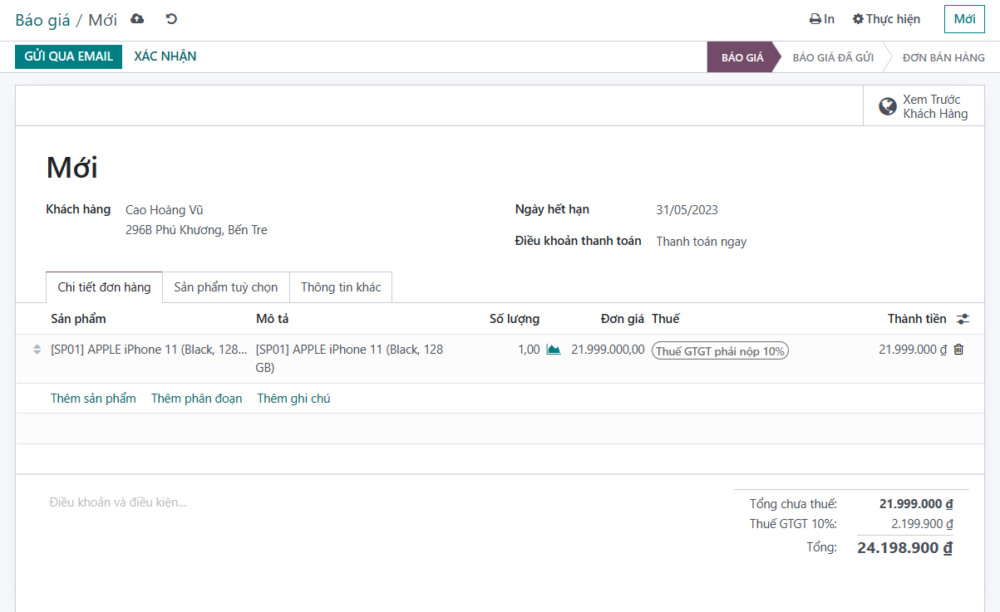 Báo giá / Mới
In
Thực hiện
Mới
GỬI QUA EMAIL
XÁC NHẬN
BÁO GIÁ
BÁO GIÁ ĐÃ GỬI
ĐƠN BÁN HÀNG
Xem Trước
Khách Hàng
Mới
Khách hàng Cao Hoàng Vũ
296B Phú Khương, Bến Tre
Ngày hết hạn 31/05/2023
Điều khoản thanh toán Thanh toán ngay
Chi tiết đơn hàng Sản phẩm tuỳ chọn Thông tin khác
Sản phẩm Mô tả Số lượng Đơn giá Thuế Thành tiền
[SP01] APPLE iPhone 11 (Black, 128... [SP01] APPLE iPhone 11 (Black, 128 1,00 21.999.000,00 Thuế GTGT phải nộp 10% 21.999.000 ₫
GB)
Thêm sản phẩm Thêm phân đoạn Thêm ghi chú
Điều khoản và điều kiện...
Tổng chưa thuế: 21.999.000 ₫
Thuế GTGT 10%: 2.199.900 ₫
Tổng: 24.198.900 ₫